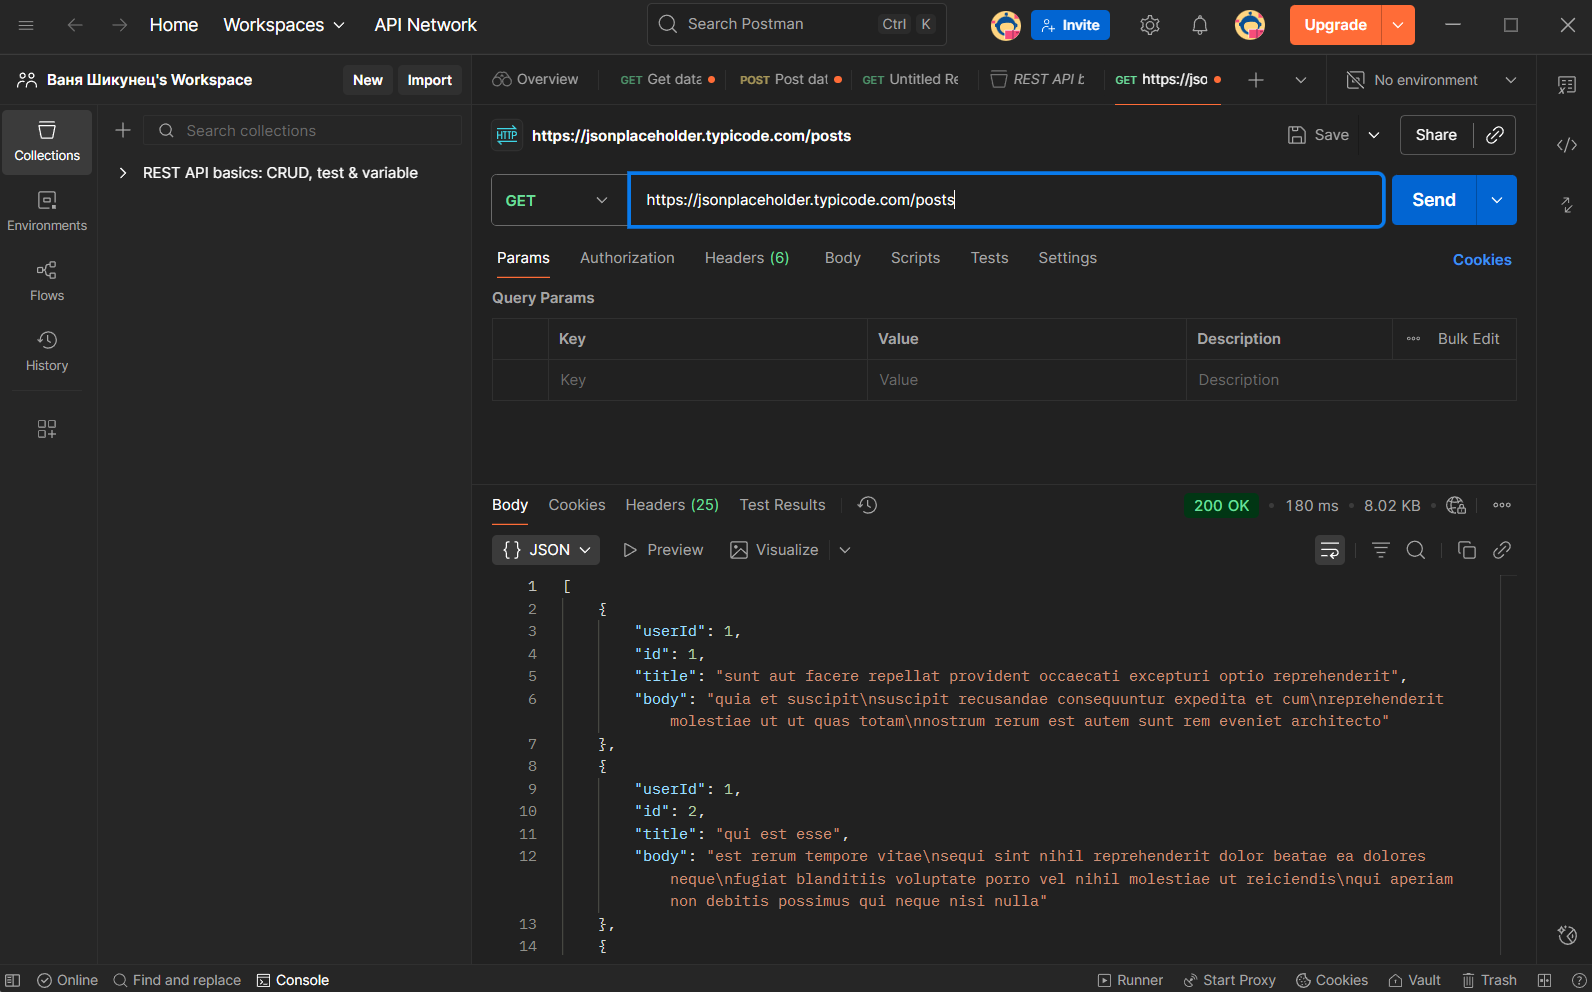 Home Workspaces API Network Search Postman Ctrl K Invite Upgrade
Ваня Шикунец's Workspace New Import Overview GET Get data POST Post dat GET Untitled Re REST API b GET https://jso No environment
Collections
Environments
Flows
History
Search collections
REST API basics: CRUD, test & variable
HTTP https://jsonplaceholder.typicode.com/posts Save Share
GET https://jsonplaceholder.typicode.com/posts Send
Params Authorization Headers (6) Body Scripts Tests Settings Cookies
Query Params
Key Value Description Bulk Edit
Key Value Description
Body Cookies Headers (25) Test Results 200 OK 180 ms 8.02 KB
{} JSON Preview Visualize
1 [
2 {
3 "userId": 1,
4 "id": 1,
5 "title": "sunt aut facere repellat provident occaecati excepturi optio reprehenderit",
6 "body": "quia et suscipit\nsuscipit recusandae consequuntur expedita et cum\nreprehenderit
molestiae ut ut quas totam\nnostrum rerum est autem sunt rem eveniet architecto"
7 },
8 {
9 "userId": 1,
10 "id": 2,
11 "title": "qui est esse",
12 "body": "est rerum tempore vitae\nsequi sint nihil reprehenderit dolor beatae ea dolores
neque\nfugiat blanditiis voluptate porro vel nihil molestiae ut reiciendis\nqui aperiam
non debitis possimus qui neque nisi nulla"
13 },
14 {
Online Find and replace Console Runner Start Proxy Cookies Vault Trash